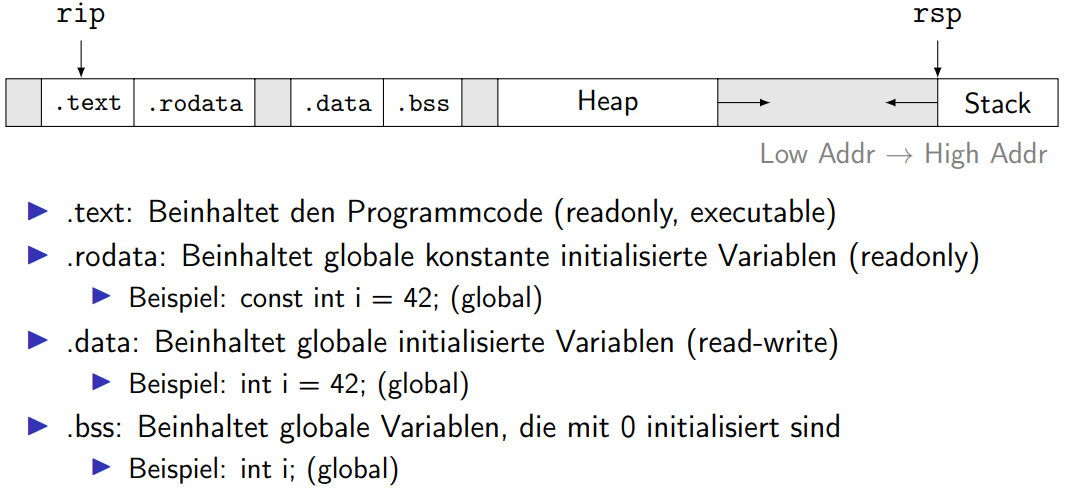 rip rsp
.text .rodata .data .bss Heap Stack
Low Addr → High Addr
▶ .text: Beinhaltet den Programmcode (readonly, executable)
▶ .rodata: Beinhaltet globale konstante initialisierte Variablen (readonly)
▶ Beispiel: const int i = 42; (global)
▶ .data: Beinhaltet globale initialisierte Variablen (read-write)
▶ Beispiel: int i = 42; (global)
▶ .bss: Beinhaltet globale Variablen, die mit 0 initialisiert sind
▶ Beispiel: int i; (global)